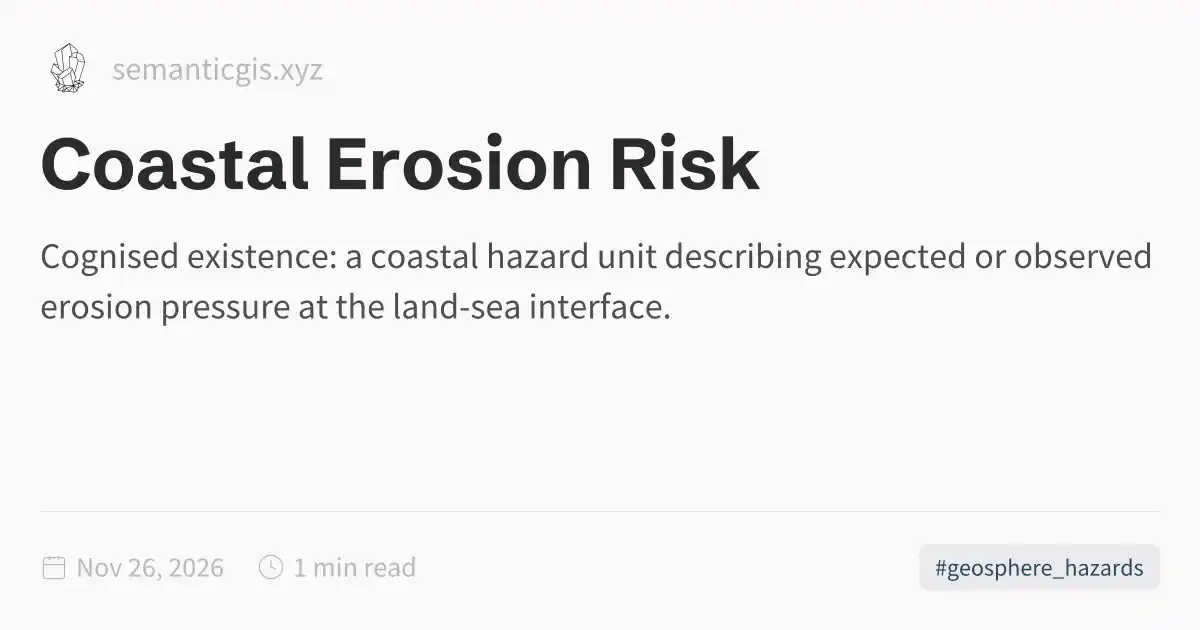 semanticgis.xyz
Coastal Erosion Risk
Cognised existence: a coastal hazard unit describing expected or observed
erosion pressure at the land-sea interface.
Nov 26, 2026
1 min read
#geosphere_hazards